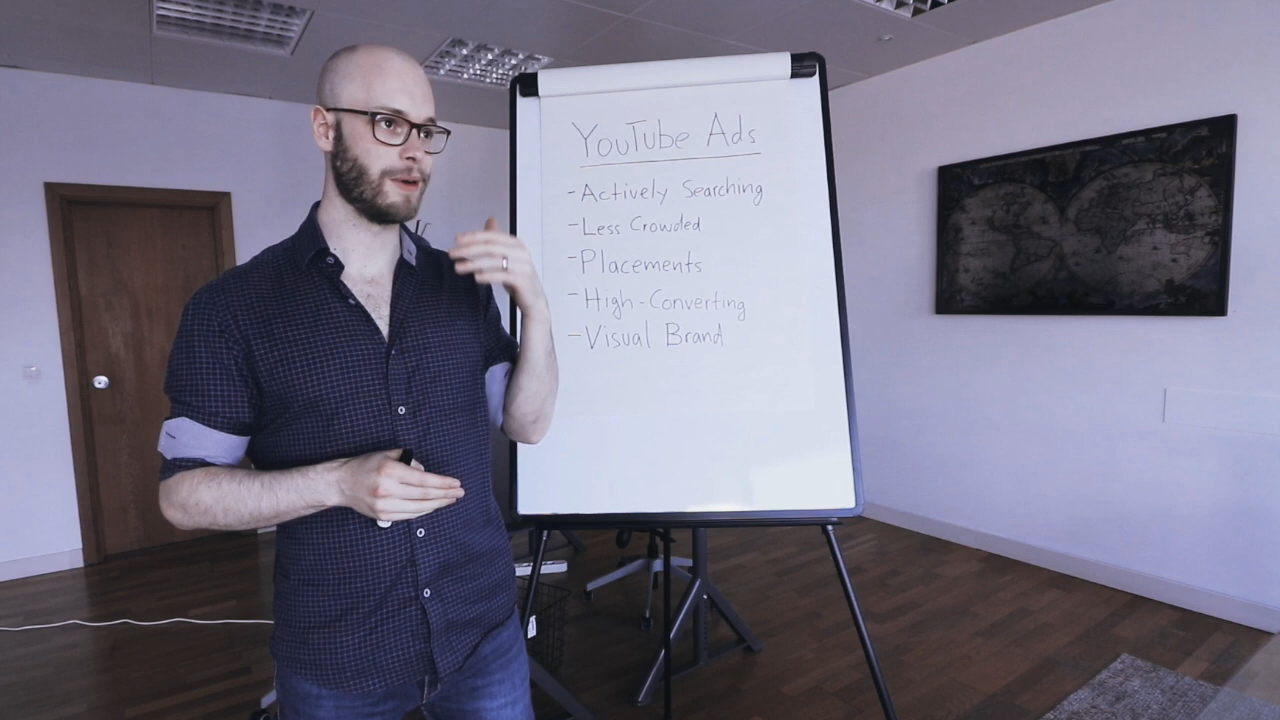 YouTube Ads
- Actively Searching
- Less Crowded
- Placements
- High-Converting
- Visual Brand